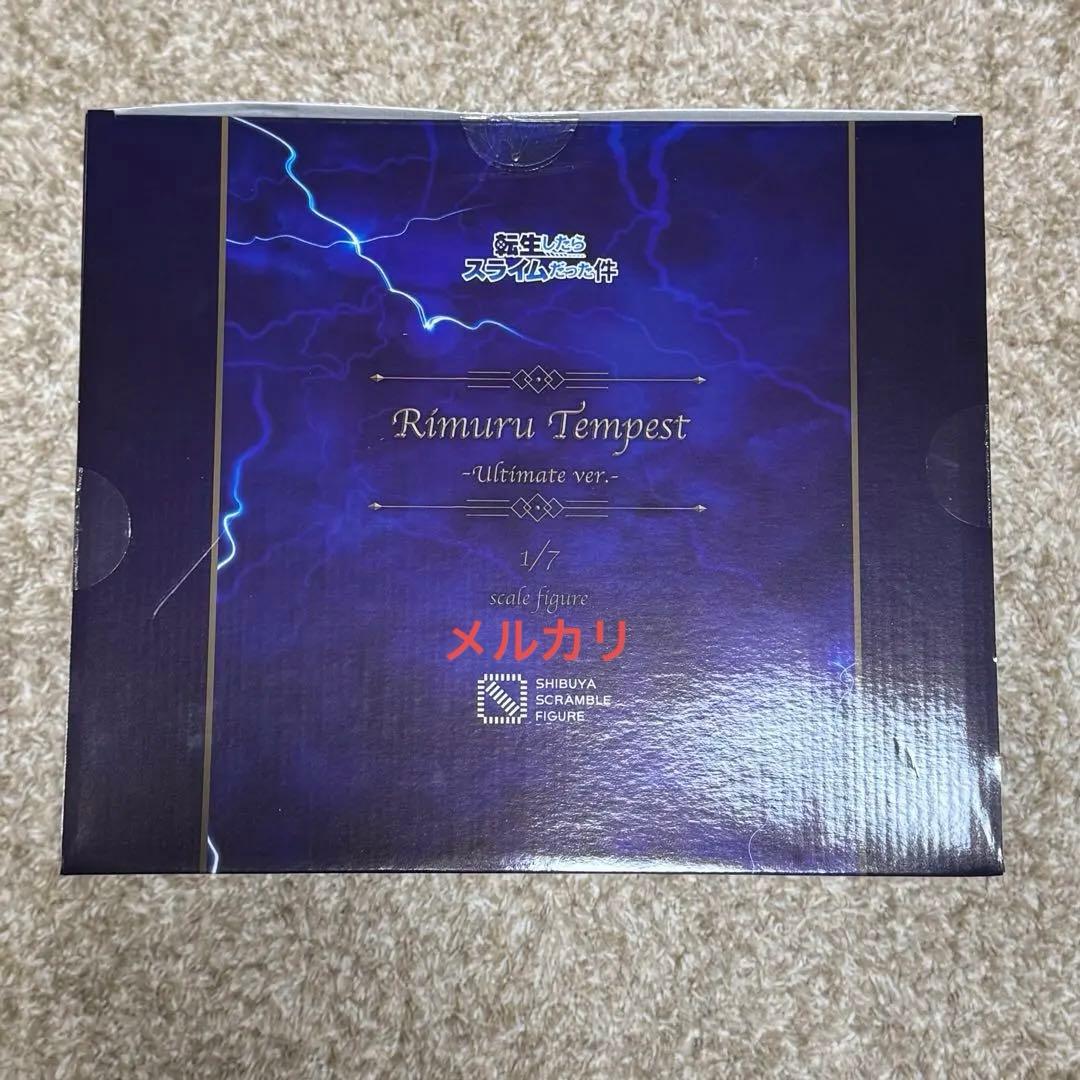 転生したら
スライムだった件
Rimuru Tempest
-Ultimate ver.-
1/7
scale figure
メルカリ
SHIBUYA
SCRAMBLE
FIGURE